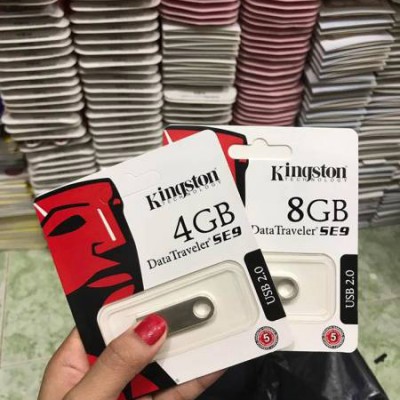 Kingston
TECHNOLOGY
4GB
DataTraveler SE9
USB 2.0
5
Kingston
TECHNOLOGY
8GB
DataTraveler SE9
USB 2.0
5